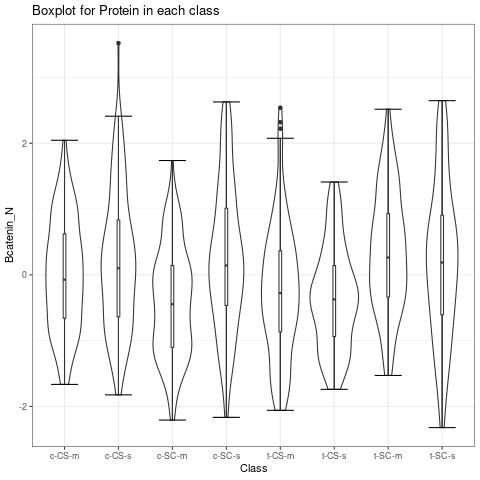 Boxplot for Protein in each class
Bcatenin_N
2
0
-2
c-CS-m c-CS-s c-SC-m c-SC-s t-CS-m t-CS-s t-SC-m t-SC-s
Class